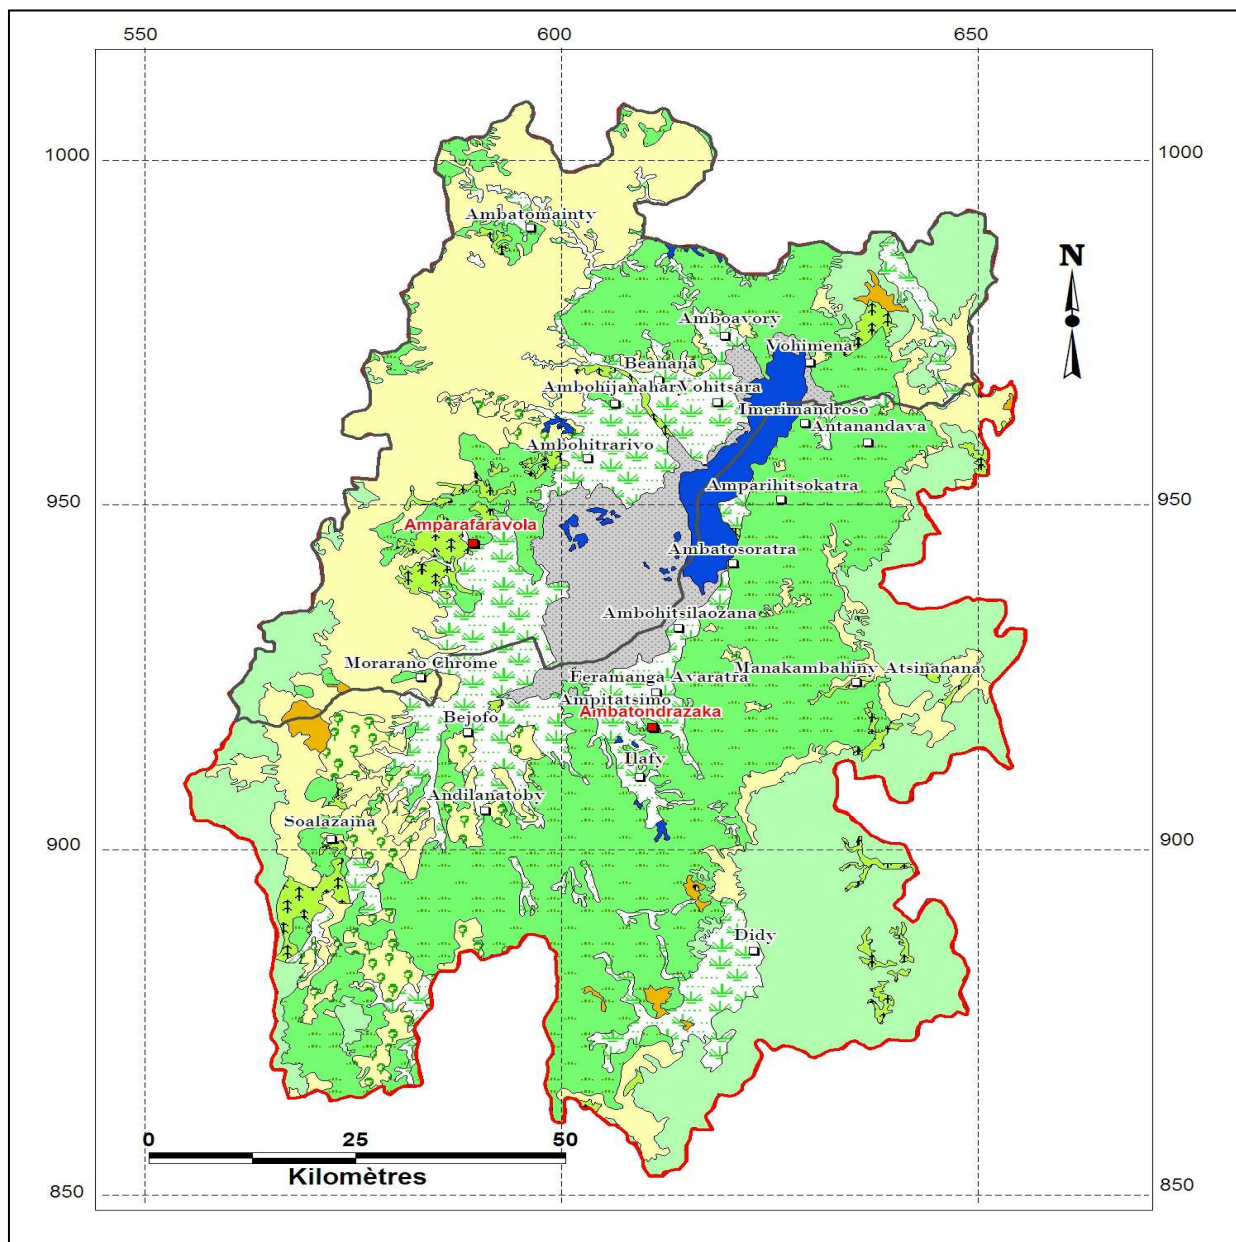 550 600 650
1000 1000
Ambatomainty
N
Amboavory
Vohimena
Beanana
Ambohijanahary Vohitsara
Imerimandroso
Antanandava
Ambohitrarivo
Amparihitsokatra
950 950
Amparafaravola
Ambatosoratra
Ambohitsilaozana
Morarano Chrome
Manakambahiny Atsinanana
Feramanga Avaratra
Ampitatsimo
Ambatondrazaka
Bejofo
Ilafy
Andilanatoby
Soalazaina
900 900
Didy
0 25 50
Kilomètres
850 850